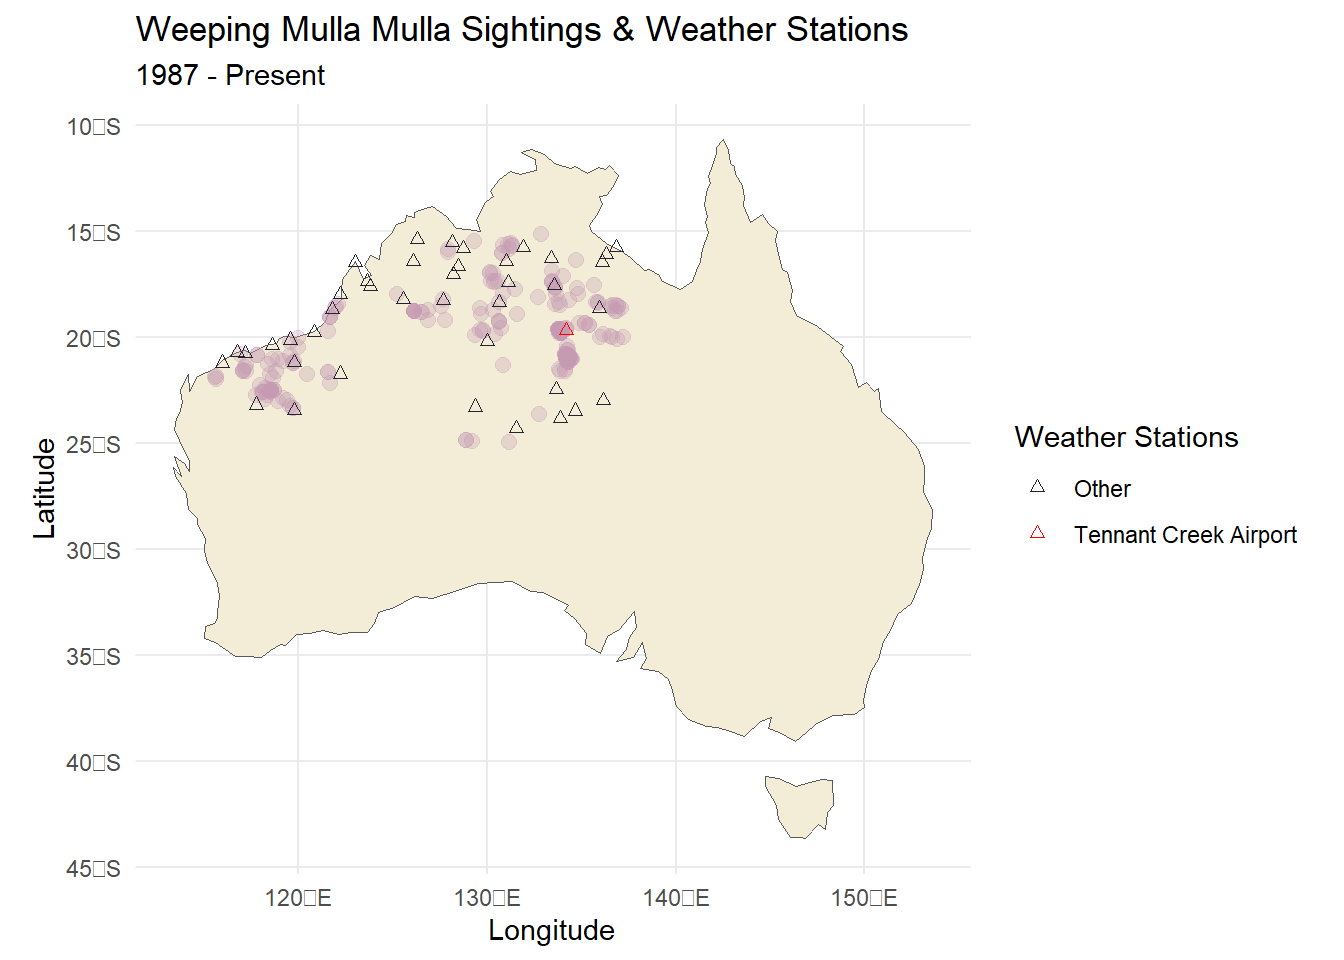 Weeping Mulla Mulla Sightings & Weather Stations
1987 - Present
10□S
15□S
20□S
25□S
30□S
35□S
40□S
45□S
Latitude
120□E
130□E
140□E
150□E
Longitude
Weather Stations
Other
Tennant Creek Airport